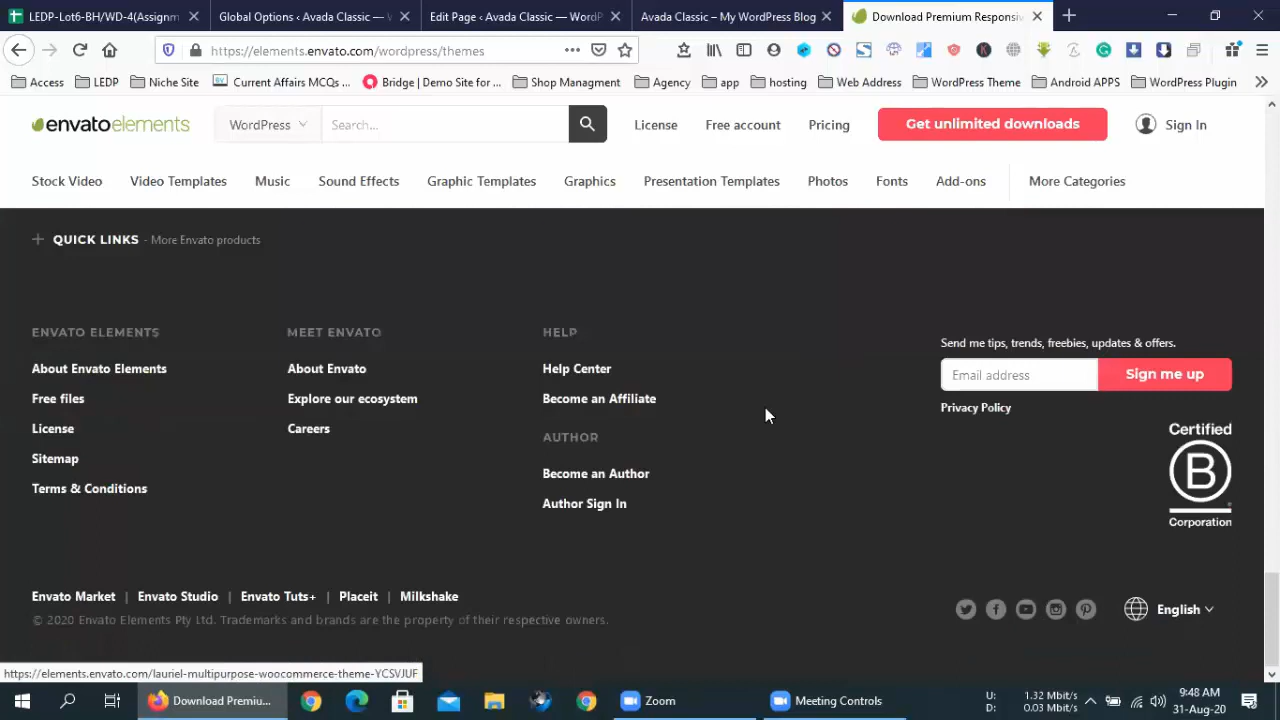 LEDP-Lot6-BH/WD-4(Assignm
Global Options ‹ Avada Classic — W
Edit Page ‹ Avada Classic — WordP
Avada Classic – My WordPress Blog
Download Premium Responsiv
https://elements.envato.com/wordpress/themes
Access
LEDP
Niche Site
Current Affairs MCQs ...
Bridge | Demo Site for ...
Shop Managment
Agency
app
hosting
Web Address
WordPress Theme
Android APPS
WordPress Plugin
envatoelements
WordPress
Search...
License
Free account
Pricing
Get unlimited downloads
Sign In
Stock Video
Video Templates
Music
Sound Effects
Graphic Templates
Graphics
Presentation Templates
Photos
Fonts
Add-ons
More Categories
QUICK LINKS - More Envato products
ENVATO ELEMENTS
About Envato Elements
Free files
License
Sitemap
Terms & Conditions
MEET ENVATO
About Envato
Explore our ecosystem
Careers
HELP
Help Center
Become an Affiliate
AUTHOR
Become an Author
Author Sign In
Send me tips, trends, freebies, updates & offers.
Email address
Sign me up
Privacy Policy
Certified
B
Corporation
Envato Market | Envato Studio | Envato Tuts+ | Placeit | Milkshake
© 2020 Envato Elements Pty Ltd. Trademarks and brands are the property of their respective owners.
English
https://elements.envato.com/lauriel-multipurpose-woocommerce-theme-YCSVJUF
Download Premiu...
Zoom
Meeting Controls
U: 1.32 Mbit/s
D: 0.03 Mbit/s
9:48 AM
31-Aug-20